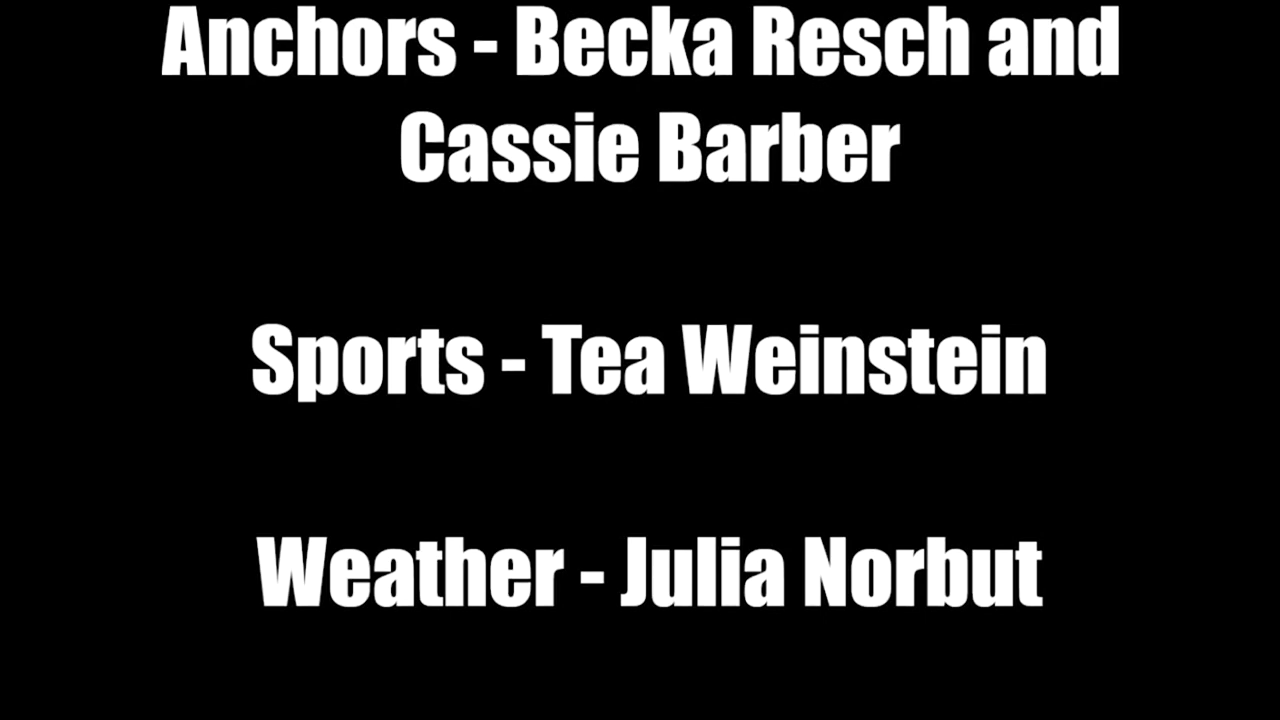 Anchors - Becka Resch and
Cassie Barber
Sports - Tea Weinstein
Weather - Julia Norbut